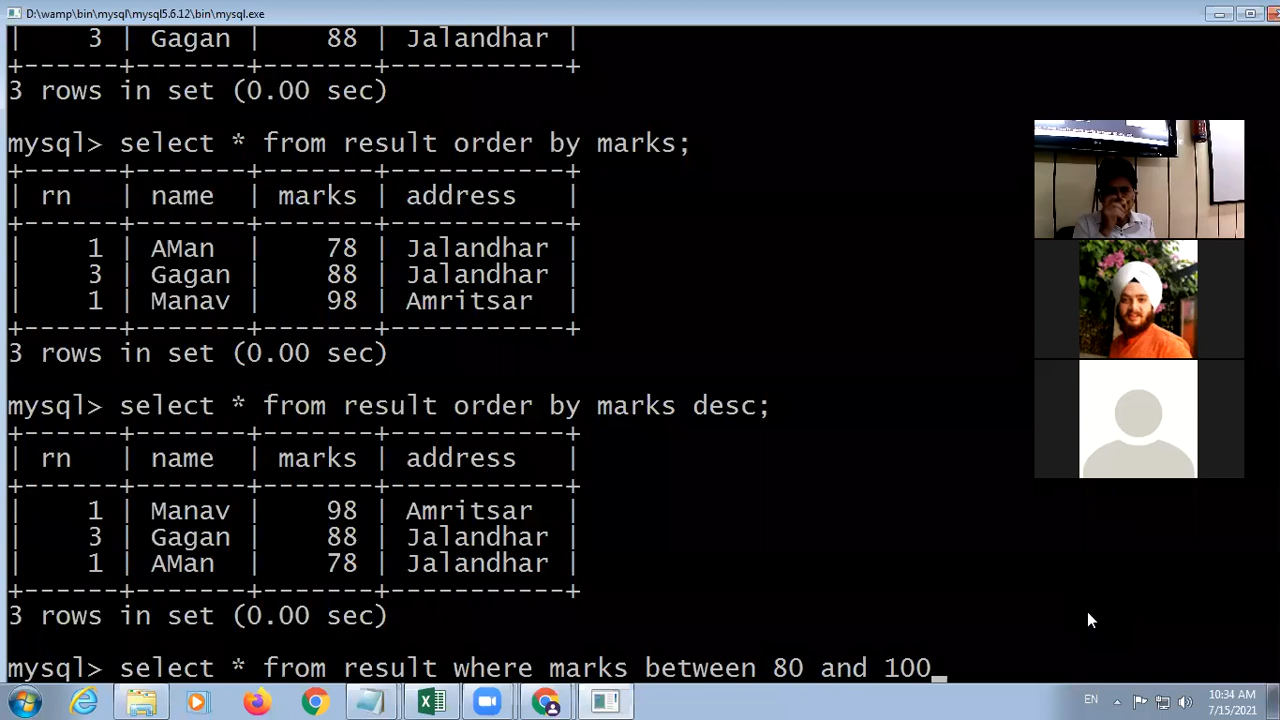 D:\wamp\bin\mysql\mysql5.6.12\bin\mysql.exe
| 3 | Gagan | 88 | Jalandhar |
+------+-------+-------+-----------+
3 rows in set (0.00 sec)
mysql> select * from result order by marks;
+------+-------+-------+-----------+
| rn | name | marks | address |
+------+-------+-------+-----------+
| 1 | AMan | 78 | Jalandhar |
| 3 | Gagan | 88 | Jalandhar |
| 1 | Manav | 98 | Amritsar |
+------+-------+-------+-----------+
3 rows in set (0.00 sec)
mysql> select * from result order by marks desc;
+------+-------+-------+-----------+
| rn | name | marks | address |
+------+-------+-------+-----------+
| 1 | Manav | 98 | Amritsar |
| 3 | Gagan | 88 | Jalandhar |
| 1 | AMan | 78 | Jalandhar |
+------+-------+-------+-----------+
3 rows in set (0.00 sec)
mysql> select * from result where marks between 80 and 100_
EN 10:34 AM
7/15/2021